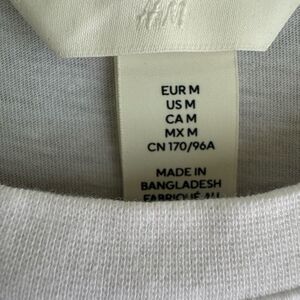 H&M
EUR M
US M
CA M
MX M
CN 170/96A
MADE IN
BANGLADESH
FABRIQUÉ AU